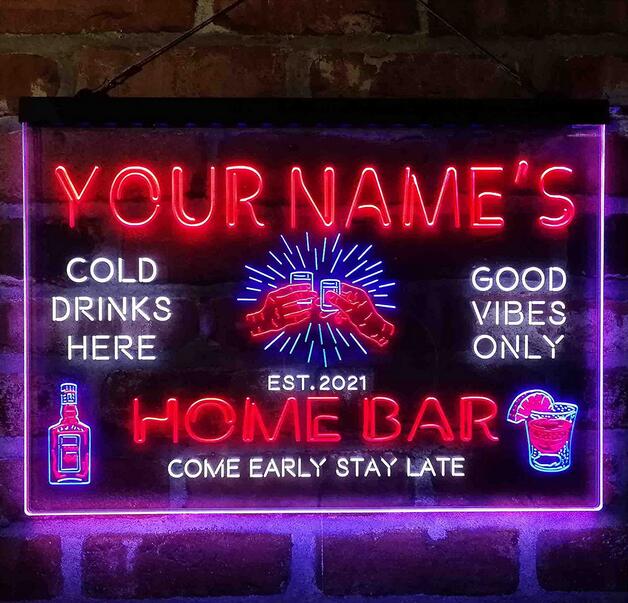 YOUR NAME'S
COLD
DRINKS
HERE
GOOD
VIBES
ONLY
EST. 2021
HOME BAR
COME EARLY STAY LATE